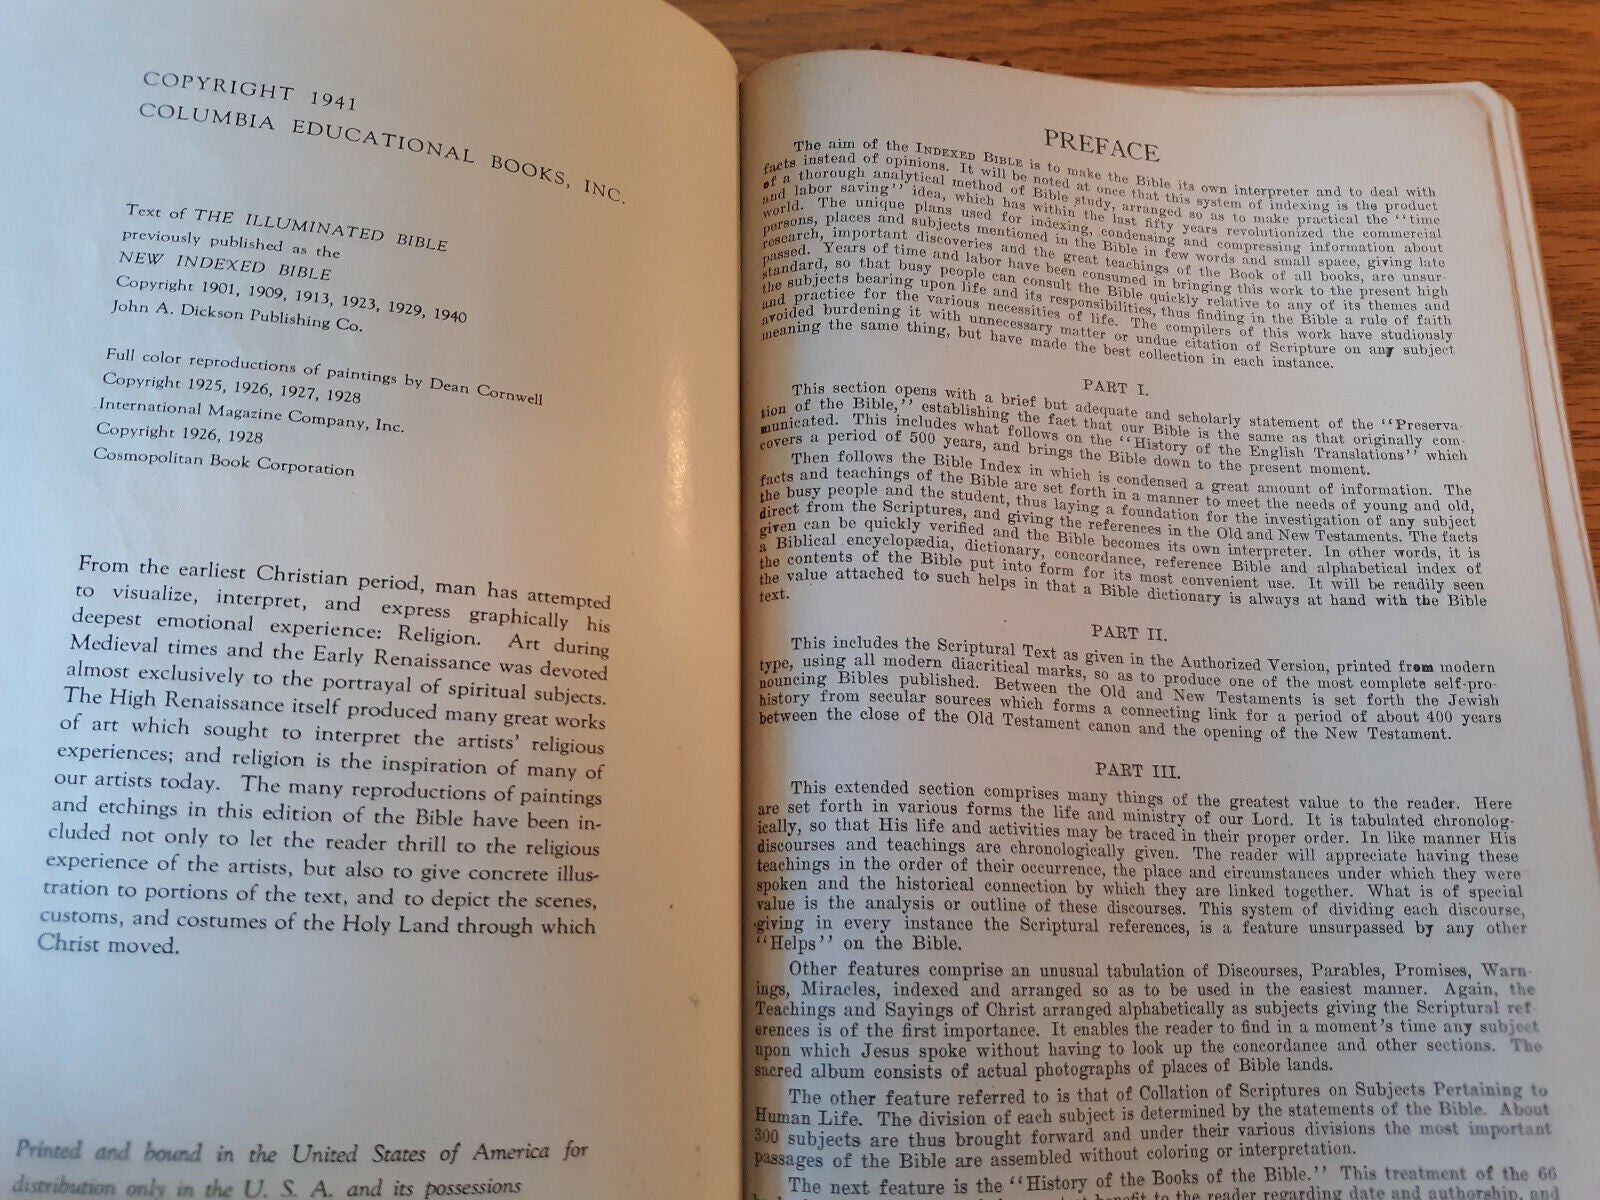 COPYRIGHT 1941
COLUMBIA EDUCATIONAL BOOKS, INC.
Text of THE ILLUMINATED BIBLE
previously published as the
NEW INDEXED BIBLE
Copyright 1901, 1909, 1913, 1923, 1929, 1940
John A. Dickson Publishing Co.
Full color reproductions of paintings by Dean Cornwell
Copyright 1925, 1926, 1927, 1928
International Magazine Company, Inc.
Copyright 1926, 1928
Cosmopolitan Book Corporation
From the earliest Christian period, man has attempted
to visualize, interpret, and express graphically his
deepest emotional experience: Religion. Art during
Medieval times and the Early Renaissance was devoted
almost exclusively to the portrayal of spiritual subjects.
The High Renaissance itself produced many great works
of art which sought to interpret the artists' religious
experiences; and religion is the inspiration of many of
our artists today. The many reproductions of paintings
and etchings in this edition of the Bible have been in-
cluded not only to let the reader thrill to the religious
experience of the artists, but also to give concrete illus-
tration to portions of the text, and to depict the scenes,
customs, and costumes of the Holy Land through which
Christ moved.
Printed and bound in the United States of America for
distribution only in the U. S. A. and its possessions
PREFACE
The aim of the INDEXED BIBLE is to make the Bible its own interpreter and to deal with
facts instead of opinions. It will be noted at once that this system of indexing is the product
of a thorough analytical method of Bible study, arranged so as to make practical the "time
and labor saving" idea, which has within the last fifty years revolutionized the commercial
world. The unique plans used for indexing, condensing and compressing information about
persons, places and subjects mentioned in the Bible in few words and small space, giving late
research, important discoveries and the great teachings of the Book of all books, are unsur-
passed. Years of time and labor have been consumed in bringing this work to the present high
standard, so that busy people can consult the Bible quickly relative to any of its themes and
the subjects bearing upon life and its responsibilities, thus finding in the Bible a rule of faith
and practice for the various necessities of life. The compilers of this work have studiously
avoided burdening it with unnecessary matter or undue citation of Scripture on any subject
meaning the same thing, but have made the best collection in each instance.
PART I.
This section opens with a brief but adequate and scholarly statement of the "Preserva-
tion of the Bible," establishing the fact that our Bible is the same as that originally com-
municated. This includes what follows on the "History of the English Translations" which
covers a period of 500 years, and brings the Bible down to the present moment.
Then follows the Bible Index in which is condensed a great amount of information. The
facts and teachings of the Bible are set forth in a manner to meet the needs of young and old,
the busy people and the student, thus laying a foundation for the investigation of any subject
direct from the Scriptures, and giving the references in the Old and New Testaments. The facts
given can be quickly verified and the Bible becomes its own interpreter. In other words, it is
a Biblical encyclopædia, dictionary, concordance, reference Bible and alphabetical index of
the contents of the Bible put into form for its most convenient use. It will be readily seen
the value attached to such helps in that a Bible dictionary is always at hand with the Bible
text.
PART II.
This includes the Scriptural Text as given in the Authorized Version, printed from modern
type, using all modern diacritical marks, so as to produce one of the most complete self-pro-
nouncing Bibles published. Between the Old and New Testaments is set forth the Jewish
history from secular sources which forms a connecting link for a period of about 400 years
between the close of the Old Testament canon and the opening of the New Testament.
PART III.
This extended section comprises many things of the greatest value to the reader. Here
are set forth in various forms the life and ministry of our Lord. It is tabulated chronolog-
ically, so that His life and activities may be traced in their proper order. In like manner His
discourses and teachings are chronologically given. The reader will appreciate having these
teachings in the order of their occurrence, the place and circumstances under which they were
spoken and the historical connection by which they are linked together. What is of special
value is the analysis or outline of these discourses. This system of dividing each discourse,
giving in every instance the Scriptural references, is a feature unsurpassed by any other
"Helps" on the Bible.
Other features comprise an unusual tabulation of Discourses, Parables, Promises, Warn-
ings, Miracles, indexed and arranged so as to be used in the easiest manner. Again, the
Teachings and Sayings of Christ arranged alphabetically as subjects giving the Scriptural ref-
erences is of the first importance. It enables the reader to find in a moment's time any subject
upon which Jesus spoke without having to look up the concordance and other sections. The
sacred album consists of actual photographs of places of Bible lands.
The other feature referred to is that of Collation of Scriptures on Subjects Pertaining to
Human Life. The division of each subject is determined by the statements of the Bible. About
300 subjects are thus brought forward and under their various divisions the most important
passages of the Bible are assembled without coloring or interpretation.
The next feature is the "History of the Books of the Bible." This treatment of the 66
benefit to the reader regarding date and authorship, and